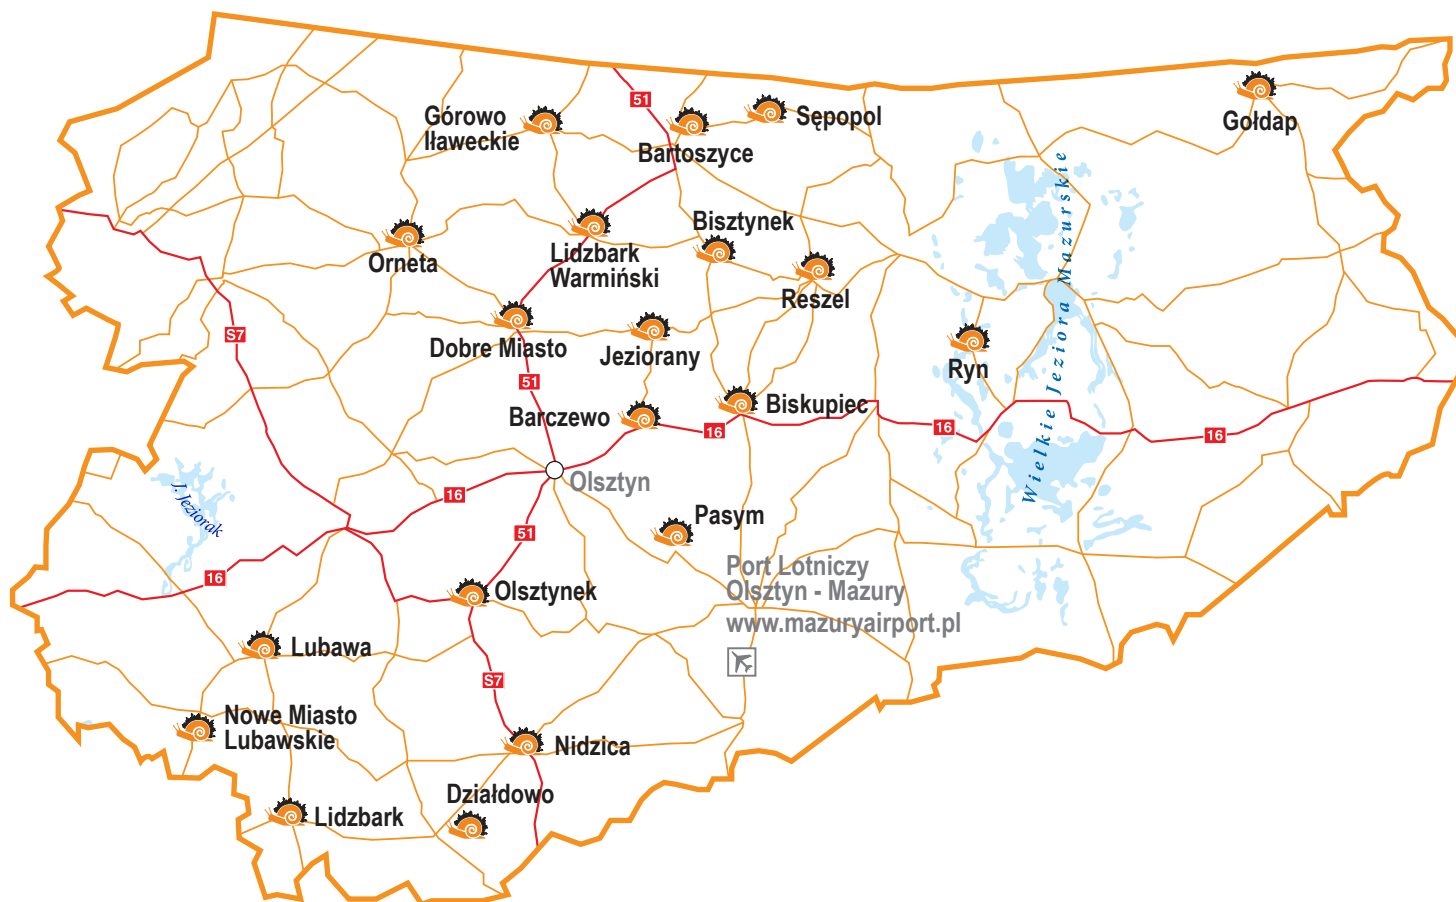 Górowo
Iławeckie
51
Bartoszyce
Sępopol
Gołdap
Orneta
Lidzbark
Warmiński
Bisztynek
Reszel
Wielkie Jeziora Mazurskie
S7
Dobre Miasto
Jeziorany
Ryn
51
Barczewo
16
Biskupiec
16
16
J. Jeziorak
16
Olsztyn
Pasym
51
16
Olsztynek
Port Lotniczy
Olsztyn - Mazury
www.mazuryairport.pl
Lubawa
S7
Nowe Miasto
Lubawskie
Nidzica
Działdowo
Lidzbark